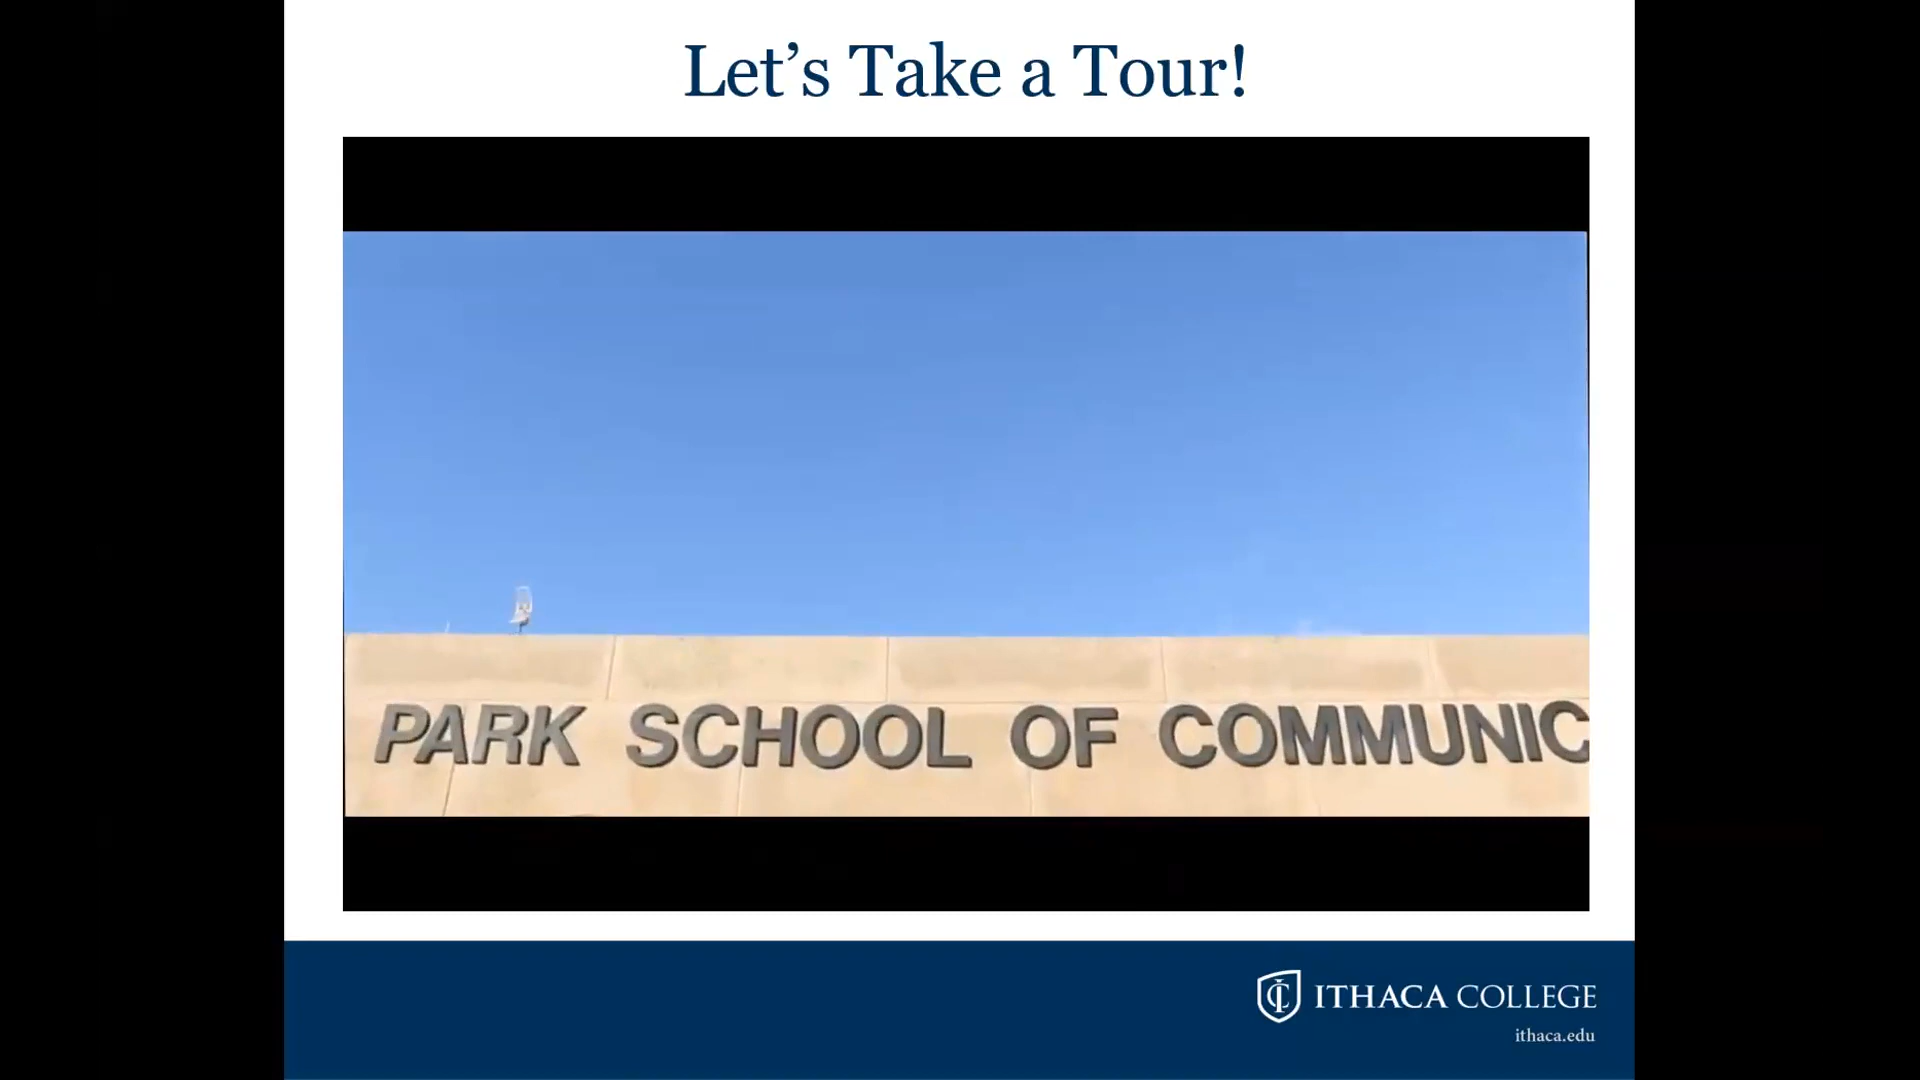 Let’s Take a Tour!
PARK SCHOOL OF COMMUNIC
ITHACA COLLEGE
ithaca.edu